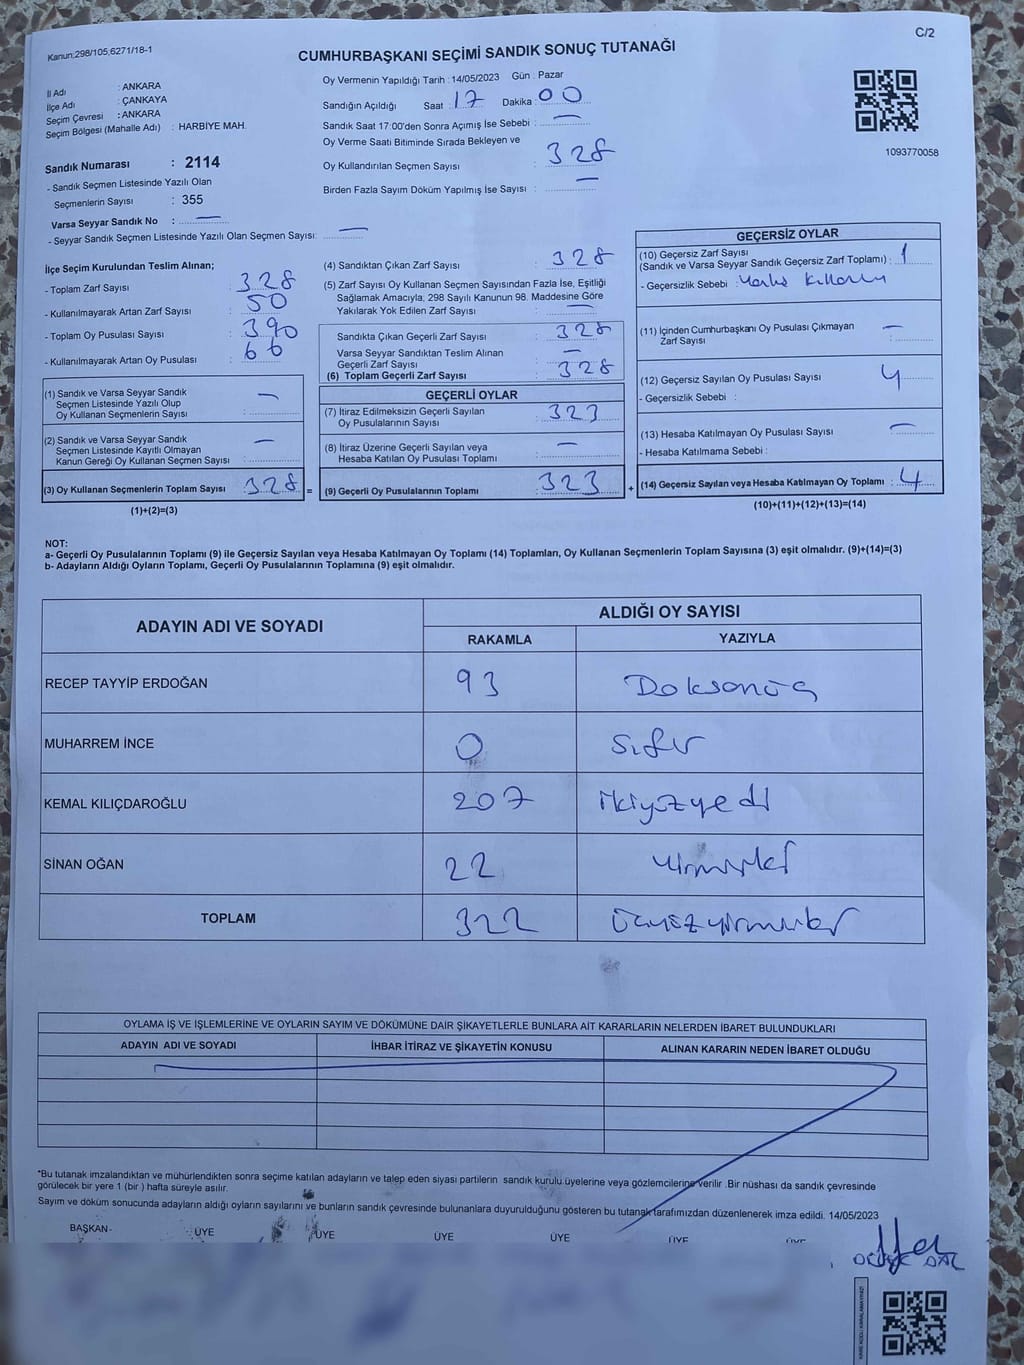 Kanun:298/105,6271/18-1
C/2
CUMHURBAŞKANI SEÇİMİ SANDIK SONUÇ TUTANAĞI
İl Adı : ANKARA
İlçe Adı : ÇANKAYA
Seçim Çevresi : ANKARA
Seçim Bölgesi (Mahalle Adı) : HARBİYE MAH.
Sandık Numarası : 2114
- Sandık Seçmen Listesinde Yazılı Olan
Seçmenlerin Sayısı : 355
Varsa Seyyar Sandık No : —
- Seyyar Sandık Seçmen Listesinde Yazılı Olan Seçmen Sayısı: —
Oy Vermenin Yapıldığı Tarih : 14/05/2023 Gün : Pazar
Sandığın Açıldığı Saat : 17 Dakika : 00
Sandık Saat 17:00'den Sonra Açımış İse Sebebi : —
Oy Verme Saati Bitiminde Sırada Bekleyen ve
Oy Kullandırılan Seçmen Sayısı : 328
Birden Fazla Sayım Döküm Yapılmış İse Sayısı : —
1093770058
İlçe Seçim Kurulundan Teslim Alınan;
- Toplam Zarf Sayısı : 328
- Kullanılmayarak Artan Zarf Sayısı : 50
- Toplam Oy Pusulası Sayısı : 390
- Kullanılmayarak Artan Oy Pusulası : 66
(1) Sandık ve Varsa Seyyar Sandık
Seçmen Listesinde Yazılı Olup
Oy Kullanan Seçmenlerin Sayısı : —
(2) Sandık ve Varsa Seyyar Sandık
Seçmen Listesinde Kayıtlı Olmayan
Kanun Gereği Oy Kullanan Seçmen Sayısı : —
(3) Oy Kullanan Seçmenlerin Toplam Sayısı : 328 =
(1)+(2)=(3)
(4) Sandıktan Çıkan Zarf Sayısı : 328
(5) Zarf Sayısı Oy Kullanan Seçmen Sayısından Fazla İse, Eşitliği
Sağlamak Amacıyla, 298 Sayılı Kanunun 98. Maddesine Göre
Yakılarak Yok Edilen Zarf Sayısı : —
Sandıkta Çıkan Geçerli Zarf Sayısı : 328
Varsa Seyyar Sandıktan Teslim Alınan
Geçerli Zarf Sayısı : —
(6) Toplam Geçerli Zarf Sayısı : 328
GEÇERLİ OYLAR
(7) İtiraz Edilmeksizin Geçerli Sayılan
Oy Pusulalarının Sayısı : 323
(8) İtiraz Üzerine Geçerli Sayılan veya
Hesaba Katılan Oy Pusulası Toplamı : —
(9) Geçerli Oy Pusulalarının Toplamı : 323 +
GEÇERSİZ OYLAR
(10) Geçersiz Zarf Sayısı
(Sandık ve Varsa Seyyar Sandık Geçersiz Zarf Toplamı) : 1
- Geçersizlik Sebebi :
(11) İçinden Cumhurbaşkanı Oy Pusulası Çıkmayan
Zarf Sayısı : —
(12) Geçersiz Sayılan Oy Pusulası Sayısı : 4
- Geçersizlik Sebebi :
(13) Hesaba Katılmayan Oy Pusulası Sayısı : —
- Hesaba Katılmama Sebebi :
(14) Geçersiz Sayılan veya Hesaba Katılmayan Oy Toplamı : 4
(10)+(11)+(12)+(13)=(14)
NOT:
a- Geçerli Oy Pusulalarının Toplamı (9) ile Geçersiz Sayılan veya Hesaba Katılmayan Oy Toplamı (14) Toplamları, Oy Kullanan Seçmenlerin Toplam Sayısına (3) eşit olmalıdır. (9)+(14)=(3)
b- Adayların Aldığı Oyların Toplamı, Geçerli Oy Pusulalarının Toplamına (9) eşit olmalıdır.
ADAYIN ADI VE SOYADI ALDIĞI OY SAYISI
RAKAMLA YAZIYLA
RECEP TAYYİP ERDOĞAN 93 Doksanüç
MUHARREM İNCE 0 Sıfır
KEMAL KILIÇDAROĞLU 207 ikiyüzyedi
SİNAN OĞAN 22 yirmiiki
TOPLAM 322 üçyüzyirmiiki
OYLAMA İŞ VE İŞLEMLERİNE VE OYLARIN SAYIM VE DÖKÜMÜNE DAİR ŞİKAYETLERLE BUNLARA AİT KARARLARIN NELERDEN İBARET BULUNDUKLARI
ADAYIN ADI VE SOYADI İHBAR İTİRAZ VE ŞİKAYETİN KONUSU ALINAN KARARIN NEDEN İBARET OLDUĞU
*Bu tutanak imzalandıktan ve mühürlendikten sonra seçime katılan adayların ve talep eden siyasi partilerin sandık kurulu üyelerine veya gözlemcilerine verilir .Bir nüshası da sandık çevresinde
görülecek bir yere 1 (bir ) hafta süreyle asılır.
Sayım ve döküm sonucunda adayların aldığı oyların sayılarını ve bunların sandık çevresinde bulunanlara duyurulduğunu gösteren bu tutanak tarafımızdan düzenlenerek imza edildi. 14/05/2023
BAŞKAN ÜYE ÜYE ÜYE ÜYE ÜYE ÜYE